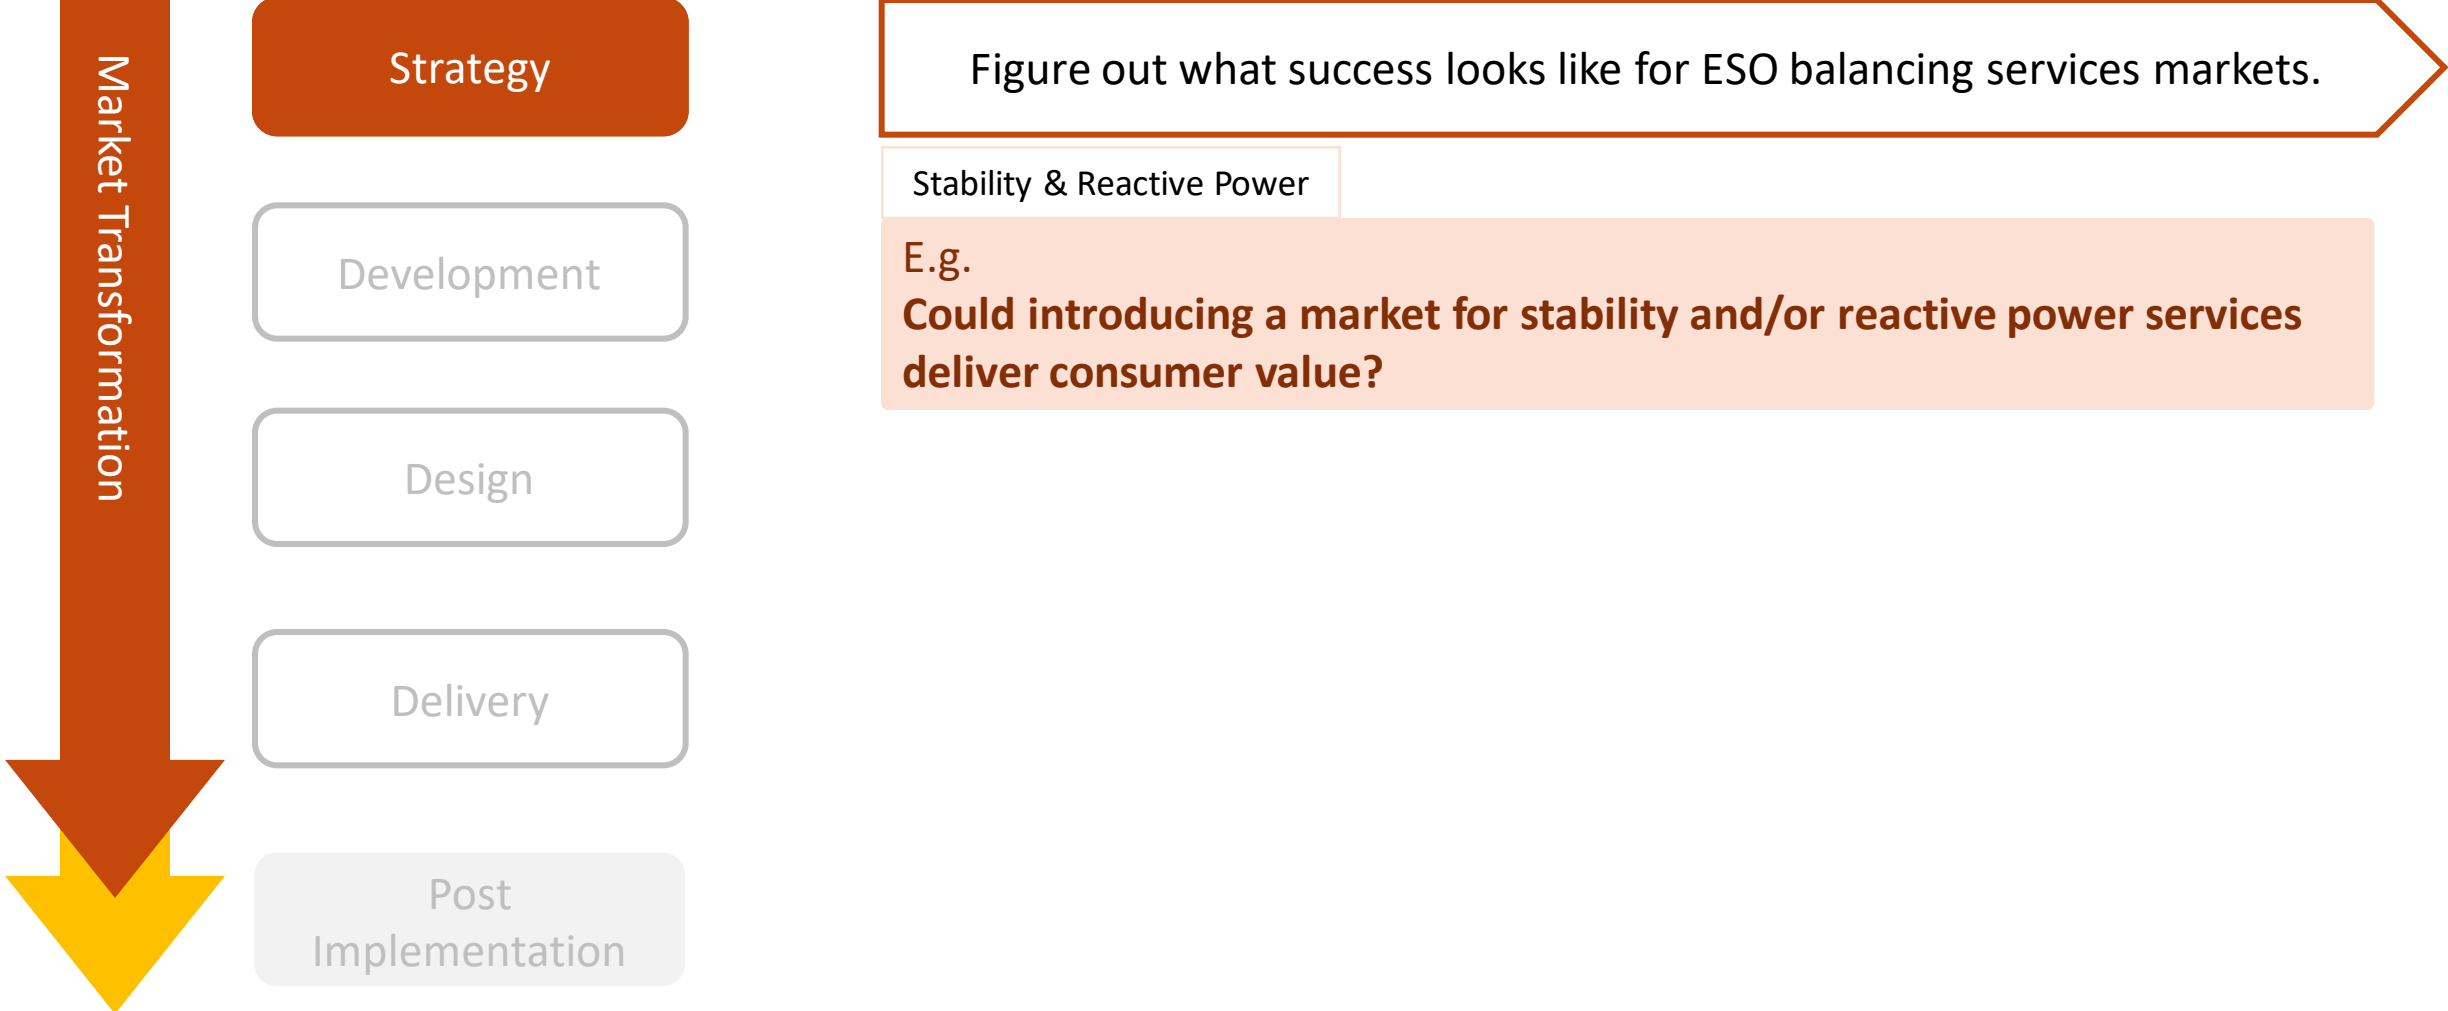 Market Transformation
Strategy
Figure out what success looks like for ESO balancing services markets.
Stability & Reactive Power
E.g.
Could introducing a market for stability and/or reactive power services
deliver consumer value?
Development
Design
Delivery
Post
Implementation